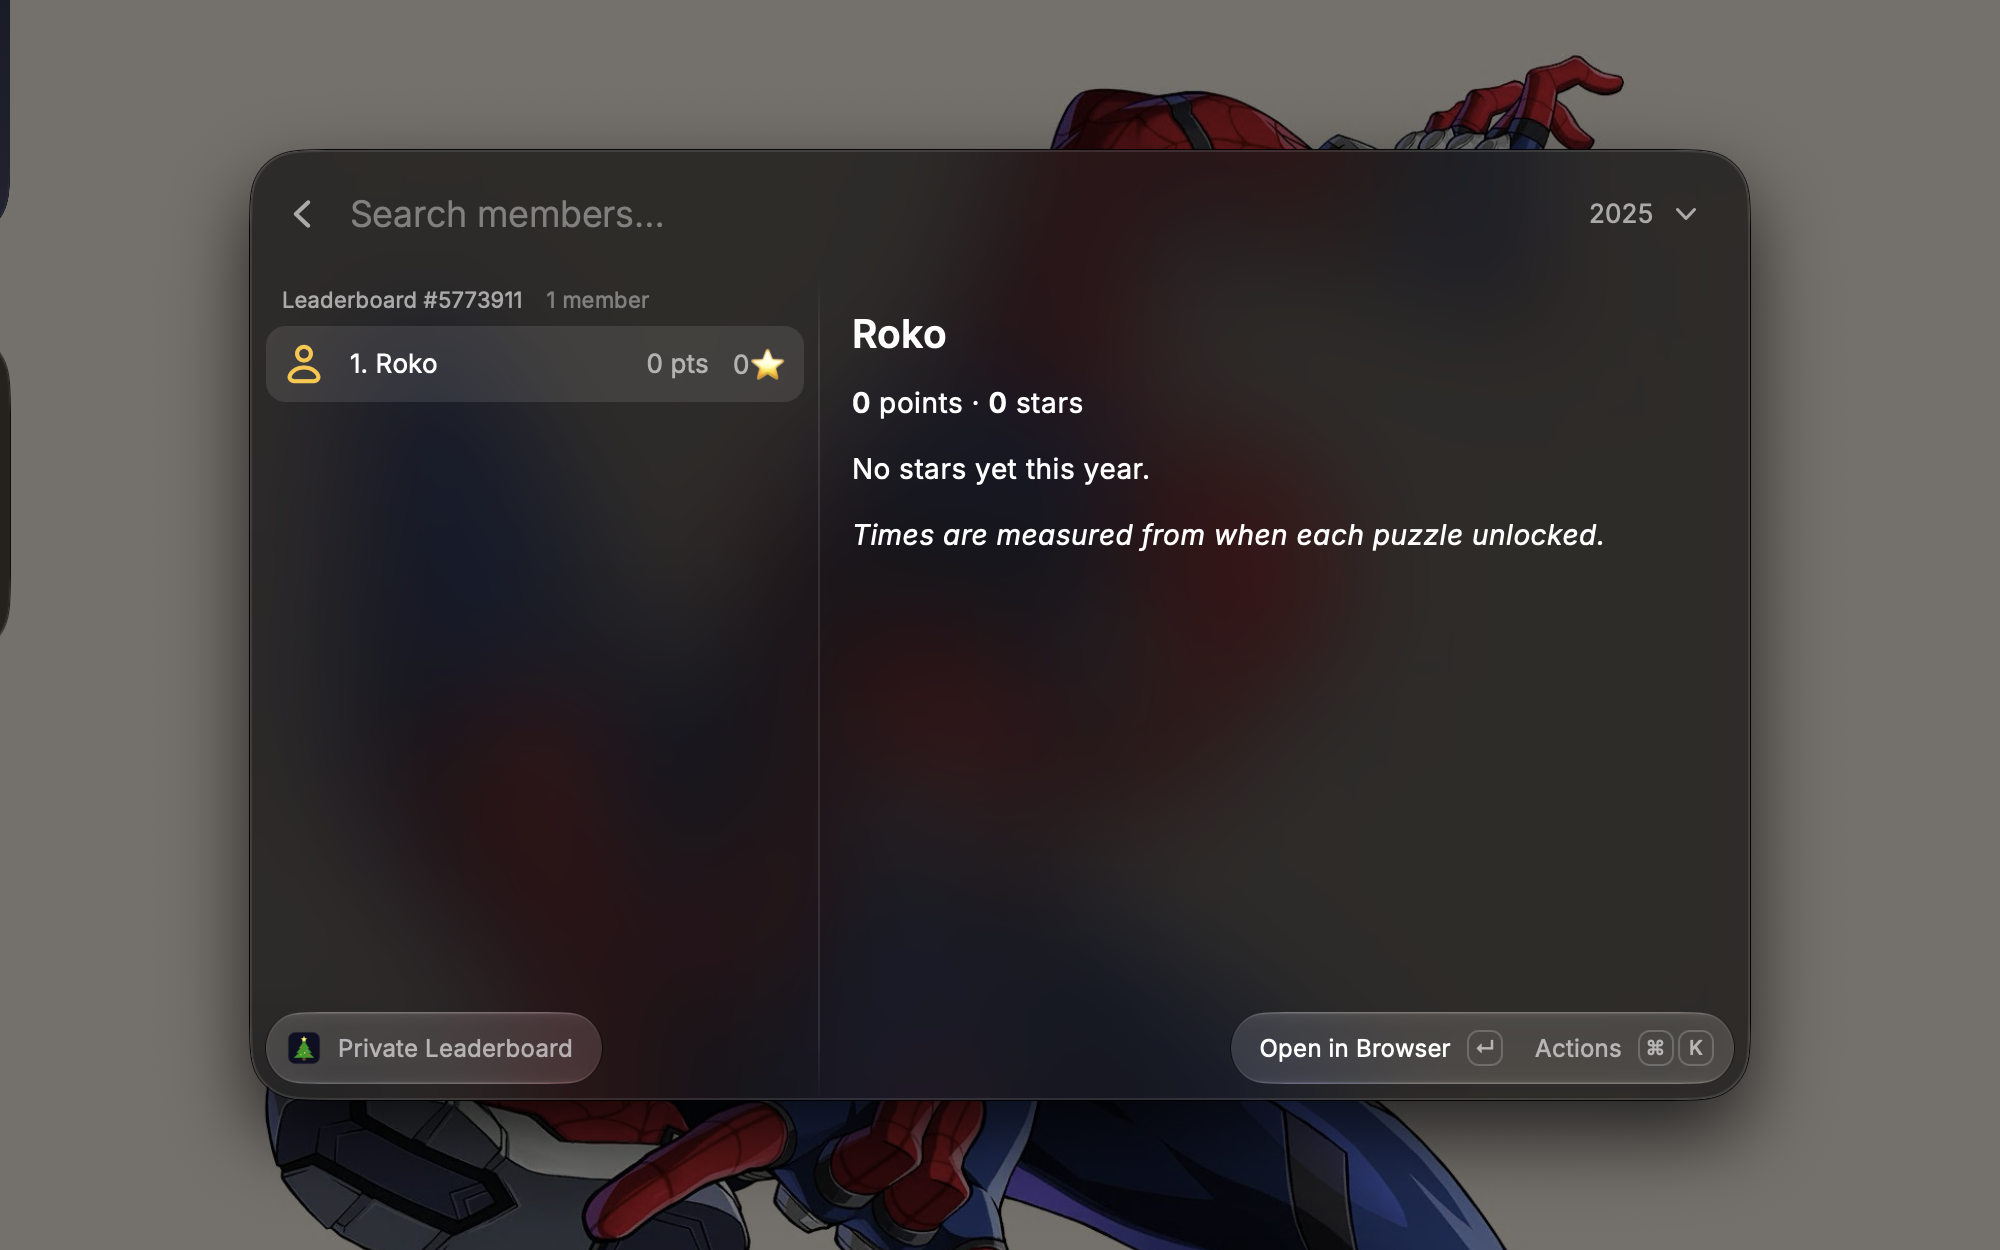 Search members...
2025
Leaderboard #5773911 1 member
1. Roko 0 pts 0⭐
Roko
0 points · 0 stars
No stars yet this year.
Times are measured from when each puzzle unlocked.
Private Leaderboard
Open in Browser ↵ Actions ⌘ K